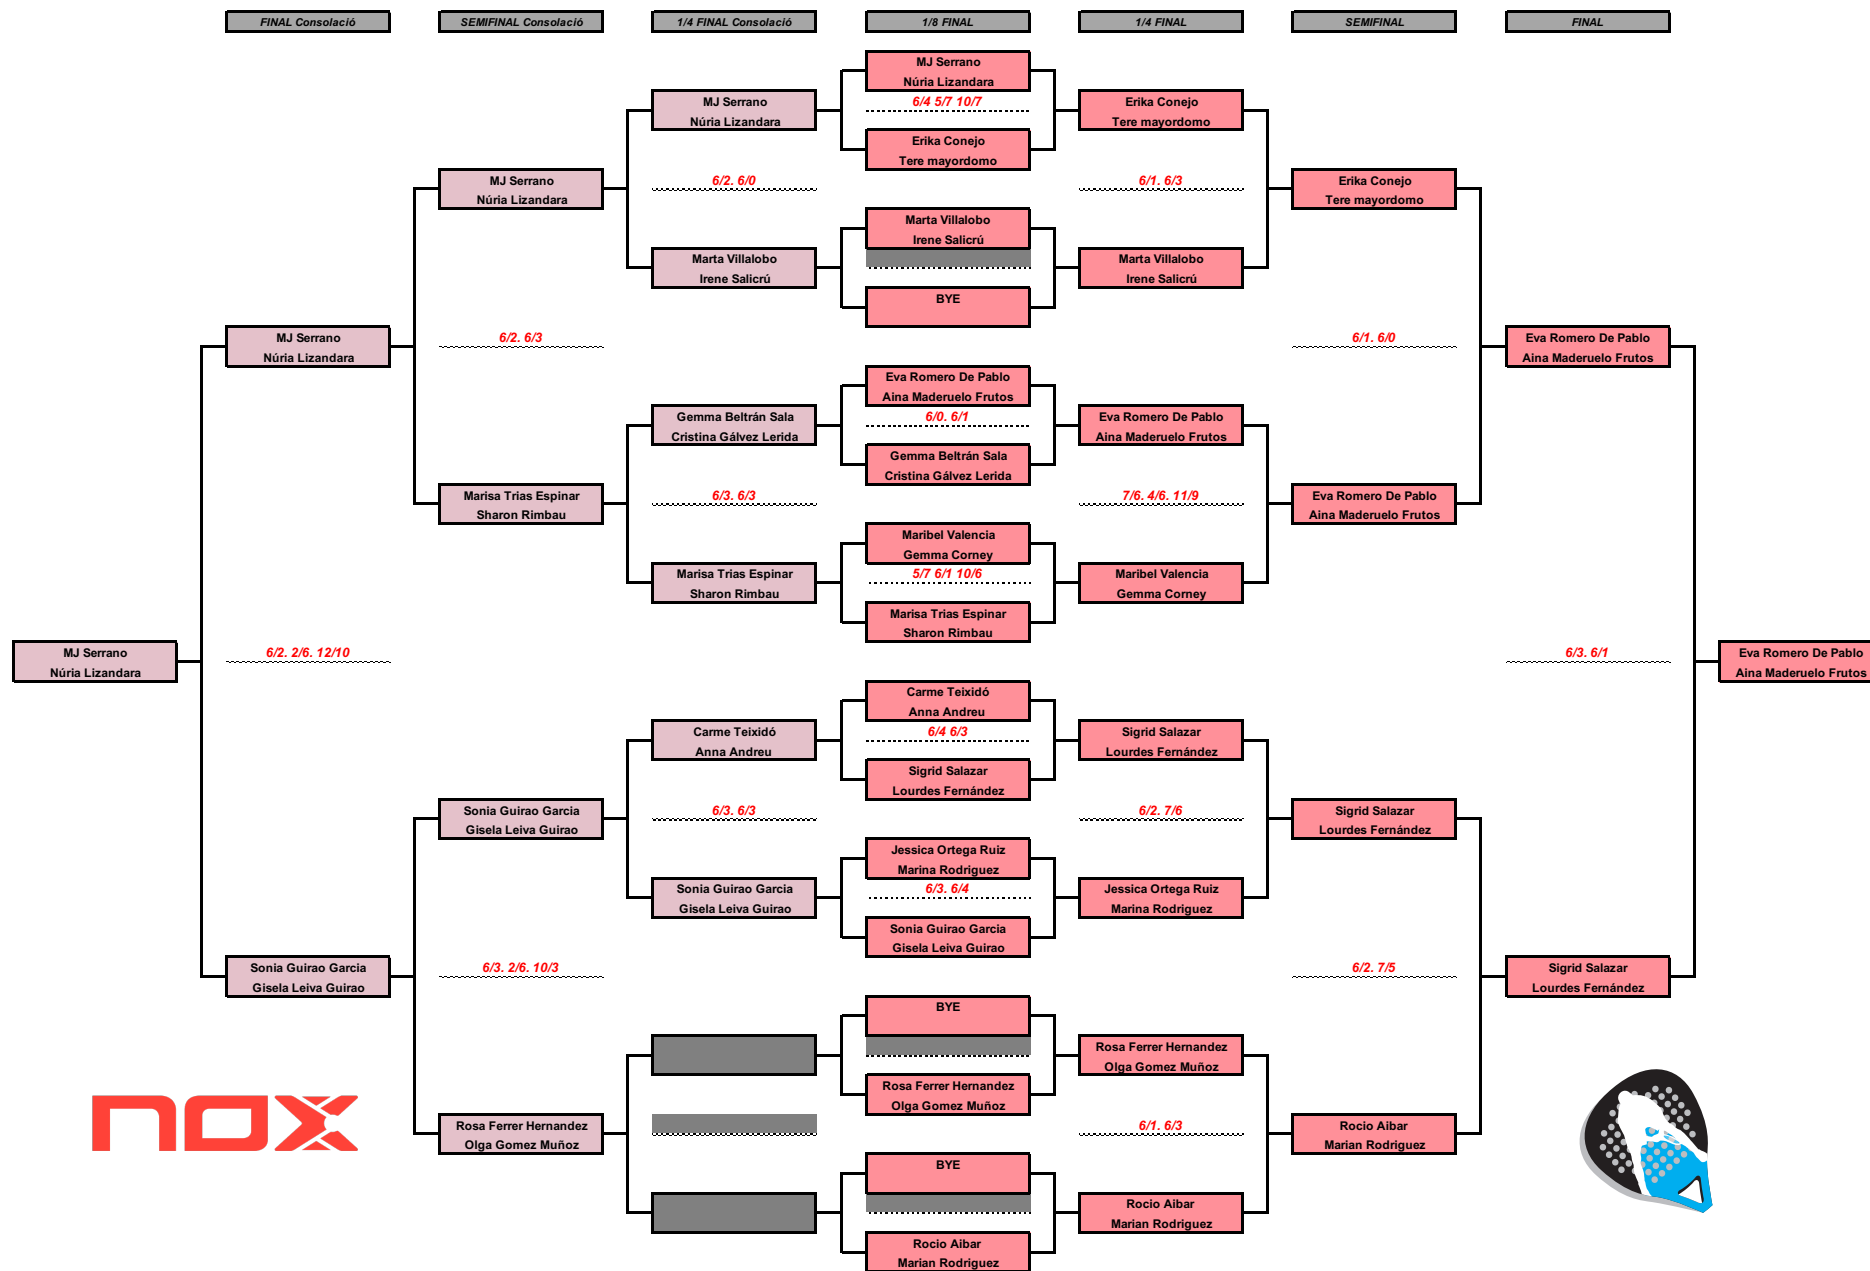 FINAL Consolació
SEMIFINAL Consolació
1/4 FINAL Consolació
1/8 FINAL
1/4 FINAL
SEMIFINAL
FINAL
MJ Serrano
Núria Lizandara
6/2. 2/6. 12/10
MJ Serrano
Núria Lizandara
Sonia Guirao Garcia
Gisela Leiva Guirao
MJ Serrano
Núria Lizandara
6/2. 6/3
Marisa Trias Espinar
Sharon Rimbau
Sonia Guirao Garcia
Gisela Leiva Guirao
6/3. 2/6. 10/3
Rosa Ferrer Hernandez
Olga Gomez Muñoz
MJ Serrano
Núria Lizandara
6/2. 6/0
Marta Villalobo
Irene Salicrú
Gemma Beltrán Sala
Cristina Gálvez Lerida
6/3. 6/3
Marisa Trias Espinar
Sharon Rimbau
Carme Teixidó
Anna Andreu
6/3. 6/3
Sonia Guirao Garcia
Gisela Leiva Guirao
MJ Serrano
Núria Lizandara
6/4 5/7 10/7
Erika Conejo
Tere mayordomo
Marta Villalobo
Irene Salicrú
BYE
Eva Romero De Pablo
Aina Maderuelo Frutos
6/0. 6/1
Gemma Beltrán Sala
Cristina Gálvez Lerida
Maribel Valencia
Gemma Corney
5/7 6/1 10/6
Marisa Trias Espinar
Sharon Rimbau
Carme Teixidó
Anna Andreu
6/4 6/3
Sigrid Salazar
Lourdes Fernández
Jessica Ortega Ruiz
Marina Rodriguez
6/3. 6/4
Sonia Guirao Garcia
Gisela Leiva Guirao
BYE
Rosa Ferrer Hernandez
Olga Gomez Muñoz
BYE
Rocio Aibar
Marian Rodriguez
Erika Conejo
Tere mayordomo
6/1. 6/3
Marta Villalobo
Irene Salicrú
Eva Romero De Pablo
Aina Maderuelo Frutos
7/6. 4/6. 11/9
Maribel Valencia
Gemma Corney
Sigrid Salazar
Lourdes Fernández
6/2. 7/6
Jessica Ortega Ruiz
Marina Rodriguez
Rosa Ferrer Hernandez
Olga Gomez Muñoz
6/1. 6/3
Rocio Aibar
Marian Rodriguez
Erika Conejo
Tere mayordomo
6/1. 6/0
Eva Romero De Pablo
Aina Maderuelo Frutos
Sigrid Salazar
Lourdes Fernández
6/2. 7/5
Rocio Aibar
Marian Rodriguez
Eva Romero De Pablo
Aina Maderuelo Frutos
6/3. 6/1
Sigrid Salazar
Lourdes Fernández
Eva Romero De Pablo
Aina Maderuelo Frutos
nox